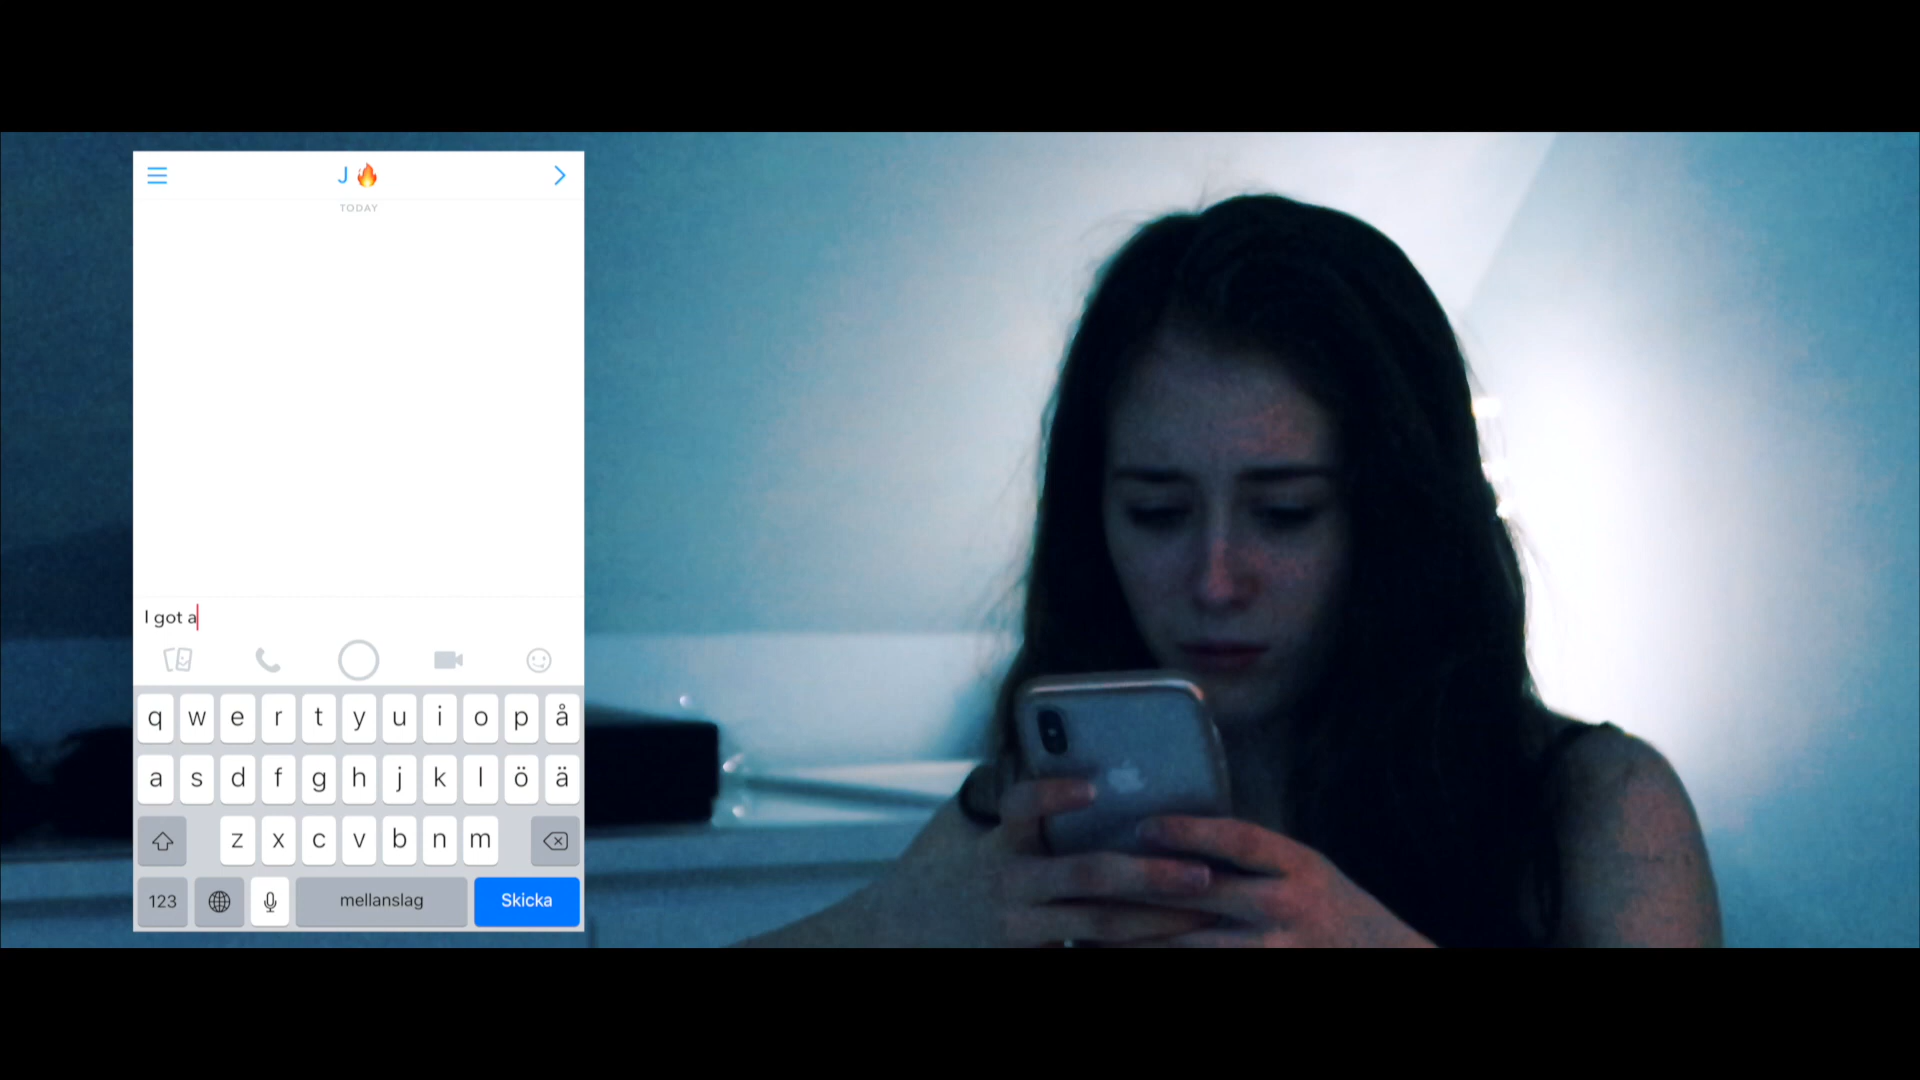 J 🔥
TODAY
I got a
q w e r t y u i o p å
a s d f g h j k l ö ä
z x c v b n m
123 mellanslag Skicka